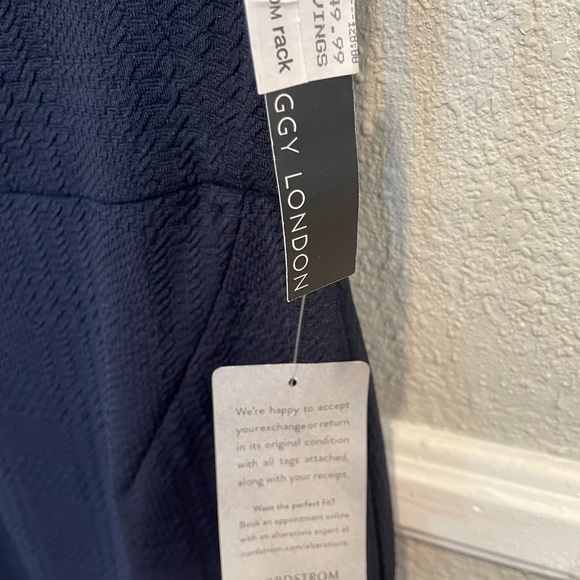 49.99
VINGS
OM rack
GGY LONDON
We're happy to accept
your exchange or return
in its original condition
with all tags attached,
along with your receipt.
Want the perfect fit?
Book an appointment online
with an alterations expert at
nordstrom.com/alterations.
ORDSTROM